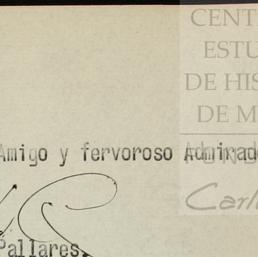 CENT
ESTU
DE HIS
DE M
Amigo y fervoroso Admirad
Carl
Pallares.